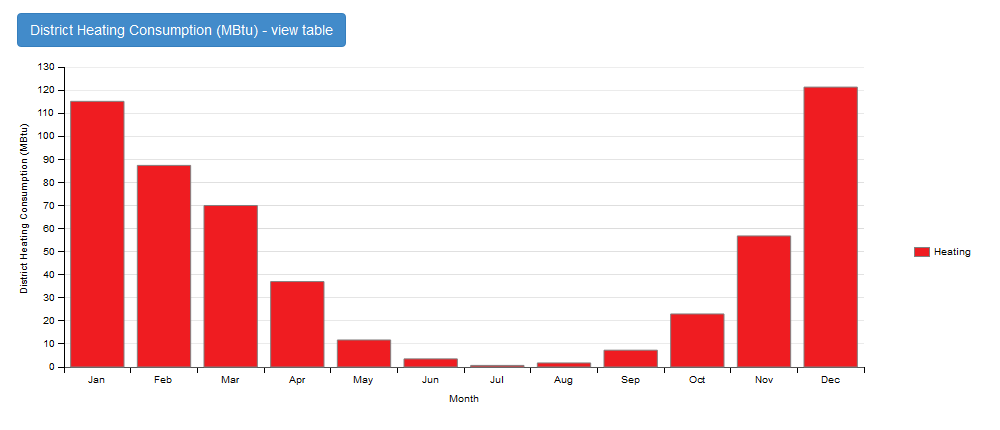 District Heating Consumption (MBtu) - view table
130
120
110
100
90
80
70
60
50
40
30
20
10
0
District Heating Consumption (MBtu)
Jan Feb Mar Apr May Jun Jul Aug Sep Oct Nov Dec
Month
Heating